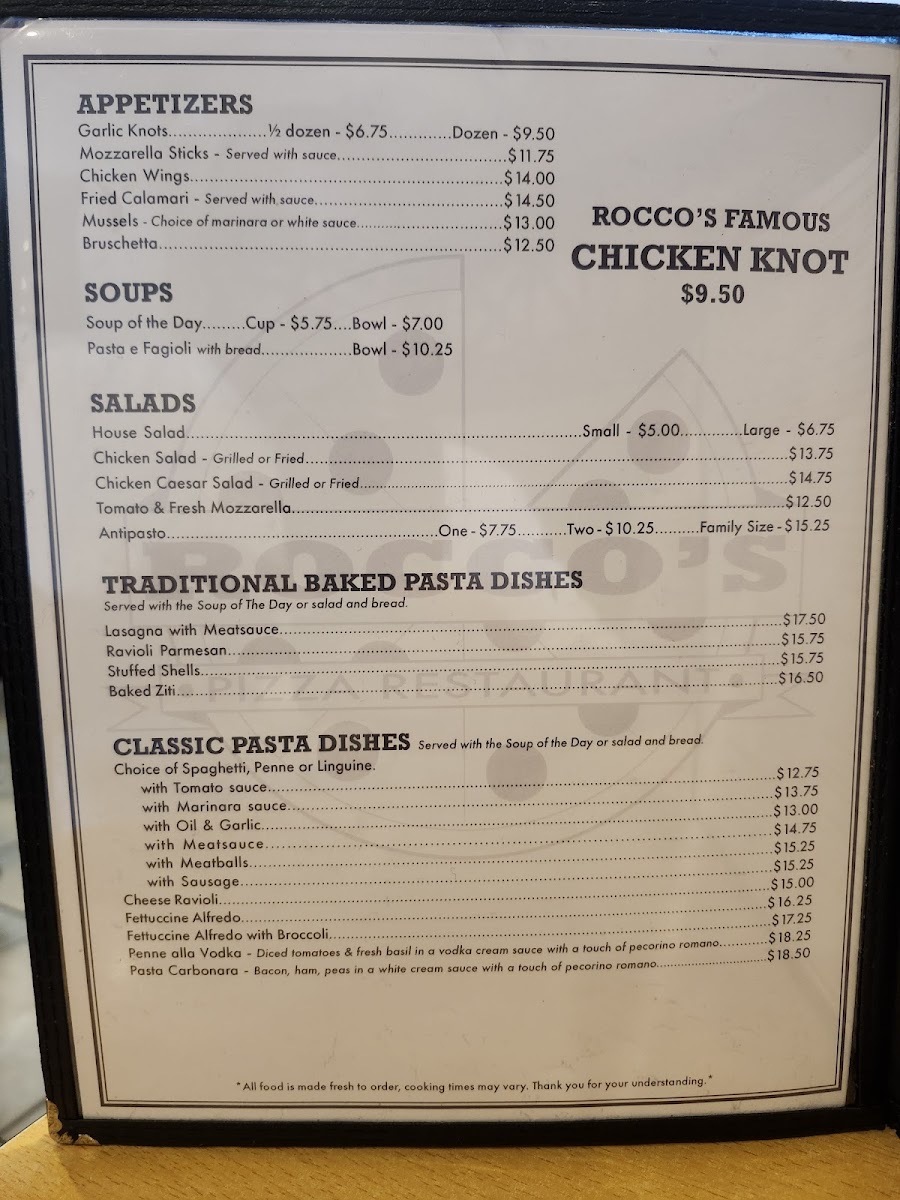 APPETIZERS
Garlic Knots....................½ dozen - $6.75.............Dozen - $9.50
Mozzarella Sticks - Served with sauce...................................$11.75
Chicken Wings.................................................................$14.00
Fried Calamari - Served with sauce.......................................$14.50
Mussels - Choice of marinara or white sauce..............................$13.00
Bruschetta.......................................................................$12.50
ROCCO'S FAMOUS
CHICKEN KNOT
$9.50
SOUPS
Soup of the Day.........Cup - $5.75....Bowl - $7.00
Pasta e Fagioli with bread...................Bowl - $10.25
SALADS
House Salad................................................................Small - $5.00.............Large - $6.75
Chicken Salad - Grilled or Fried.................................................................$13.75
Chicken Caesar Salad - Grilled or Fried........................................................$14.75
Tomato & Fresh Mozzarella........................................................................$12.50
Antipasto.............................................One - $7.75..........Two - $10.25.........Family Size - $15.25
ROCCO'S
PIZZA RESTAURANT
TRADITIONAL BAKED PASTA DISHES
Served with the Soup of The Day or salad and bread.
Lasagna with Meatsauce.............................................................................$17.50
Ravioli Parmesan......................................................................................$15.75
Stuffed Shells..........................................................................................$15.75
Baked Ziti...............................................................................................$16.50
CLASSIC PASTA DISHES Served with the Soup of the Day or salad and bread.
Choice of Spaghetti, Penne or Linguine.
with Tomato sauce..................................................................................$12.75
with Marinara sauce................................................................................$13.75
with Oil & Garlic.....................................................................................$13.00
with Meatsauce.......................................................................................$14.75
with Meatballs........................................................................................$15.25
with Sausage..........................................................................................$15.25
Cheese Ravioli........................................................................................$15.00
Fettuccine Alfredo...................................................................................$16.25
Fettuccine Alfredo with Broccoli.................................................................$17.25
Penne alla Vodka - Diced tomatoes & fresh basil in a vodka cream sauce with a touch of pecorino romano...........$18.25
Pasta Carbonara - Bacon, ham, peas in a white cream sauce with a touch of pecorino romano.........................$18.50
*All food is made fresh to order, cooking times may vary. Thank you for your understanding.*